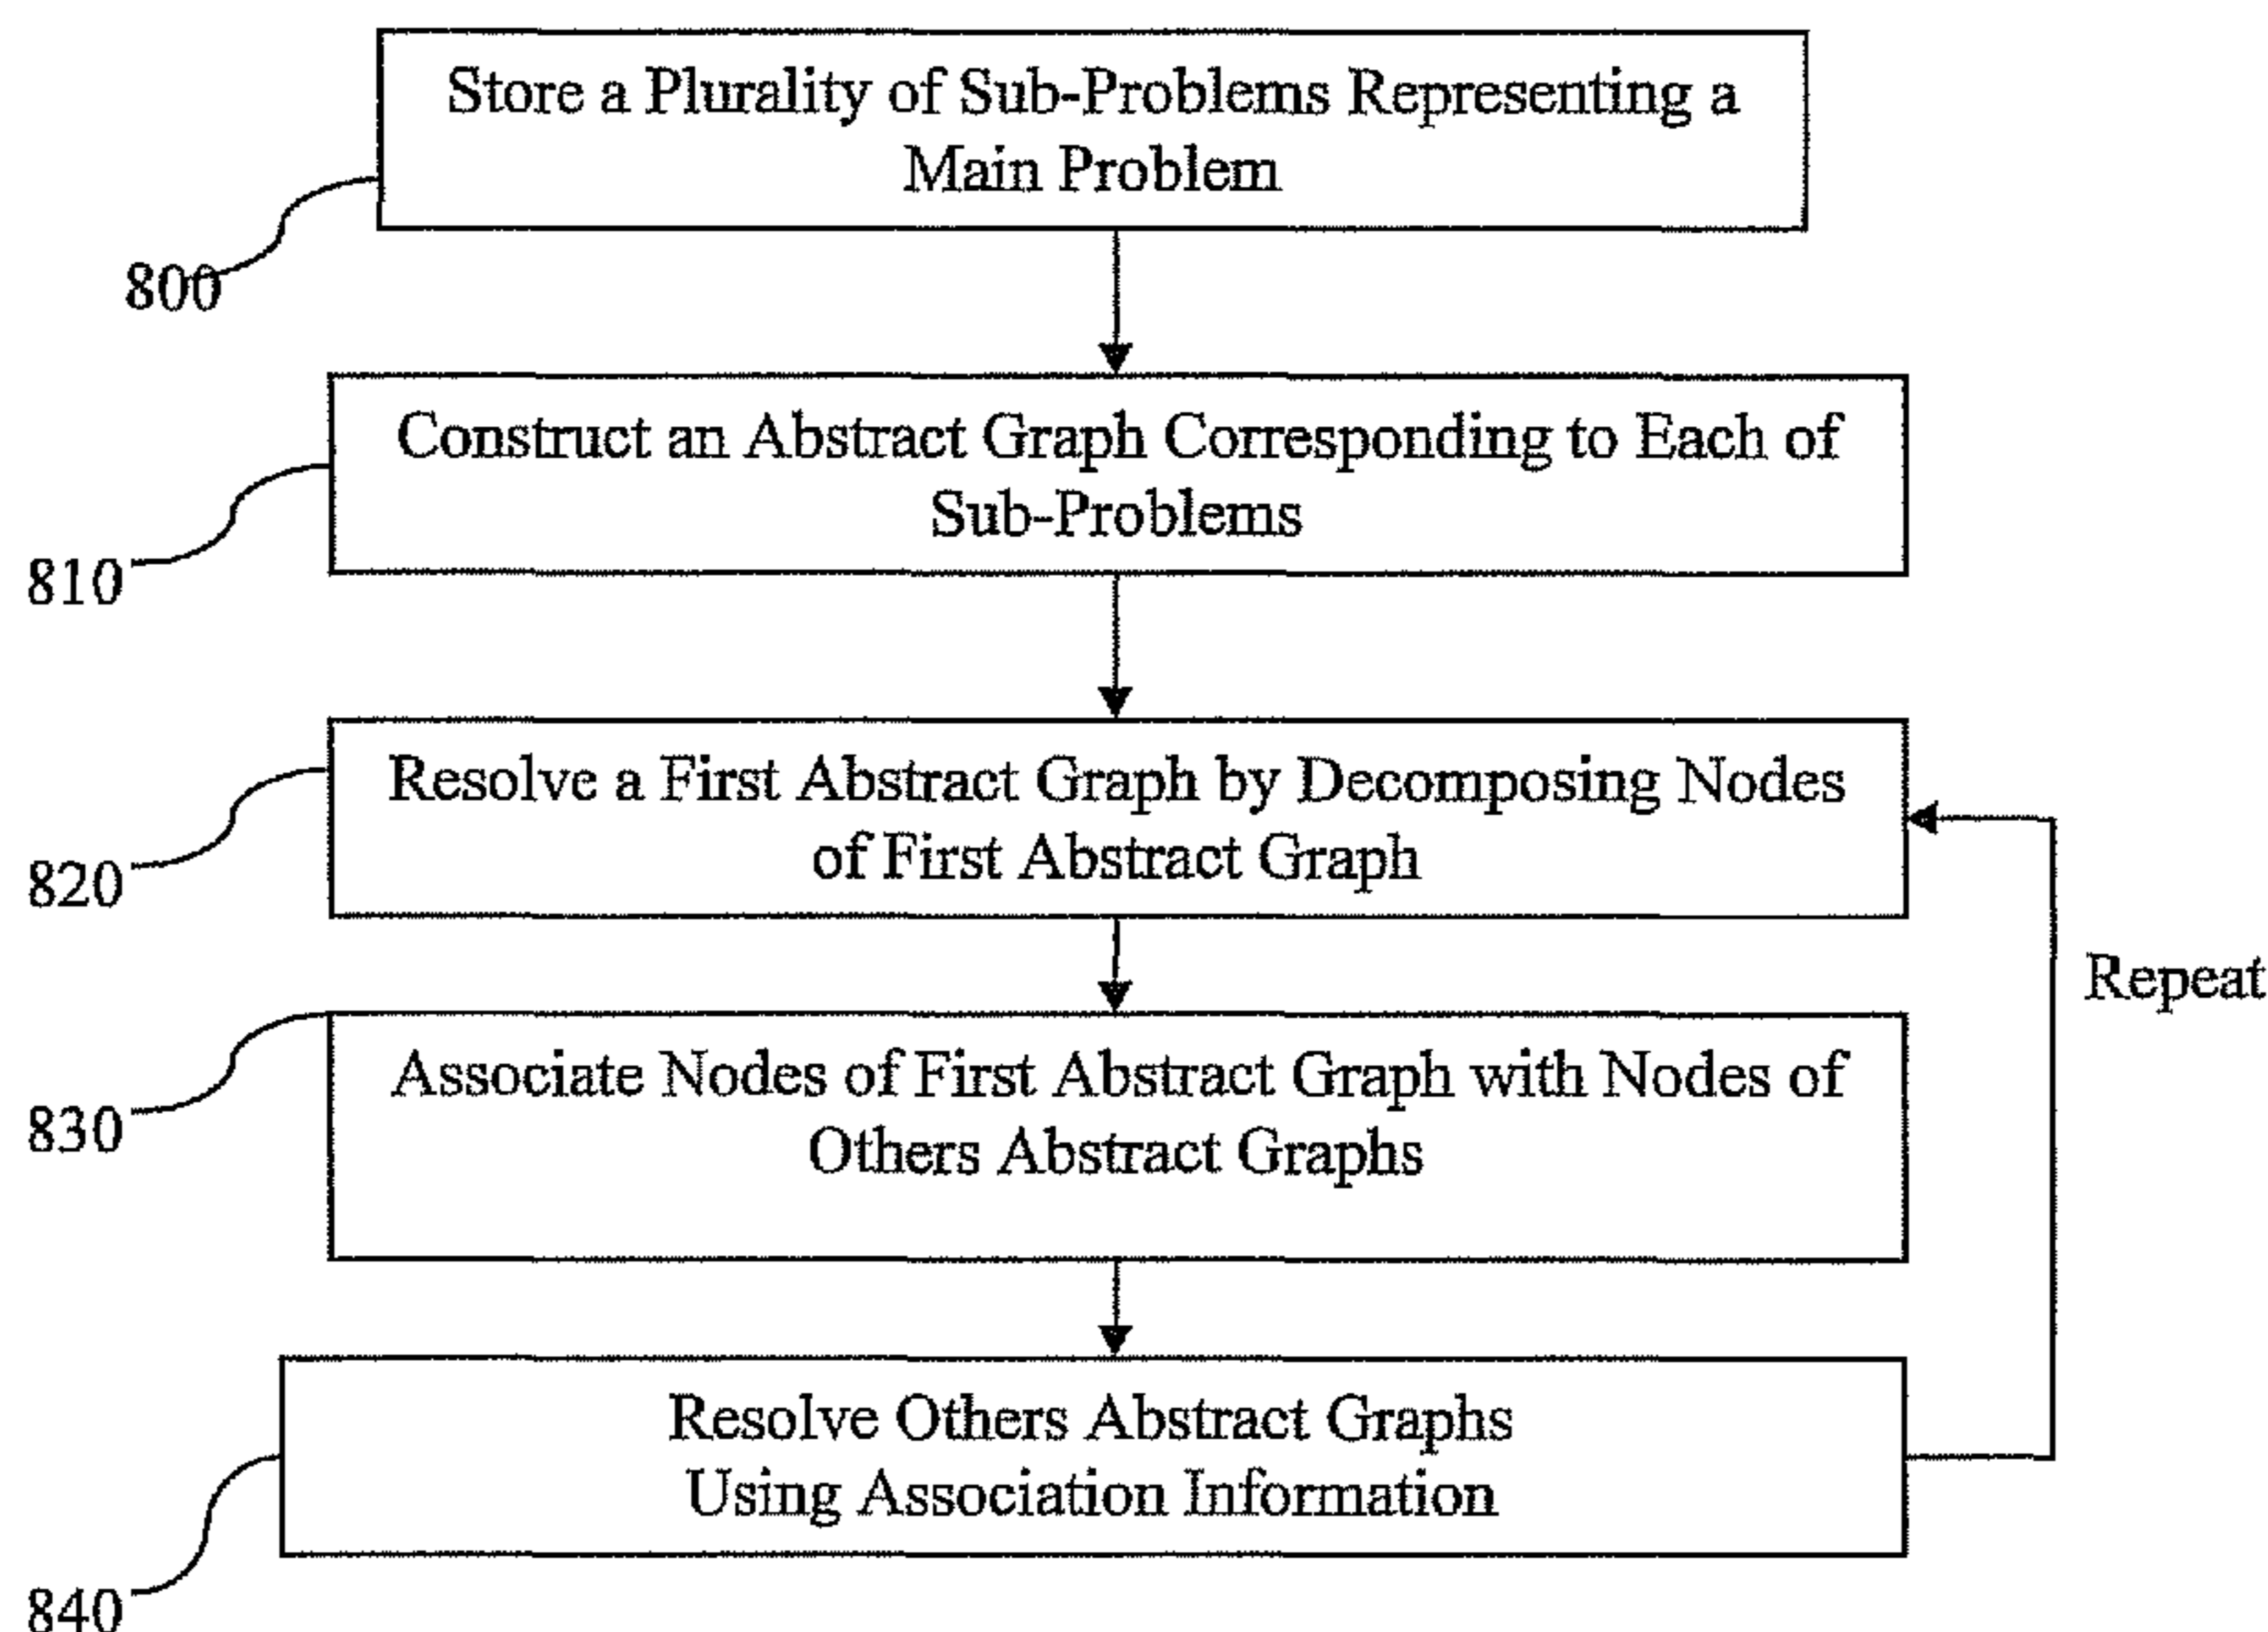 Store a Plurality of Sub-Problems Representing a
Main Problem
800
Construct an Abstract Graph Corresponding to Each of
Sub-Problems
810
Resolve a First Abstract Graph by Decomposing Nodes
of First Abstract Graph
820
Repeat
Associate Nodes of First Abstract Graph with Nodes of
Others Abstract Graphs
830
Resolve Others Abstract Graphs
Using Association Information
840